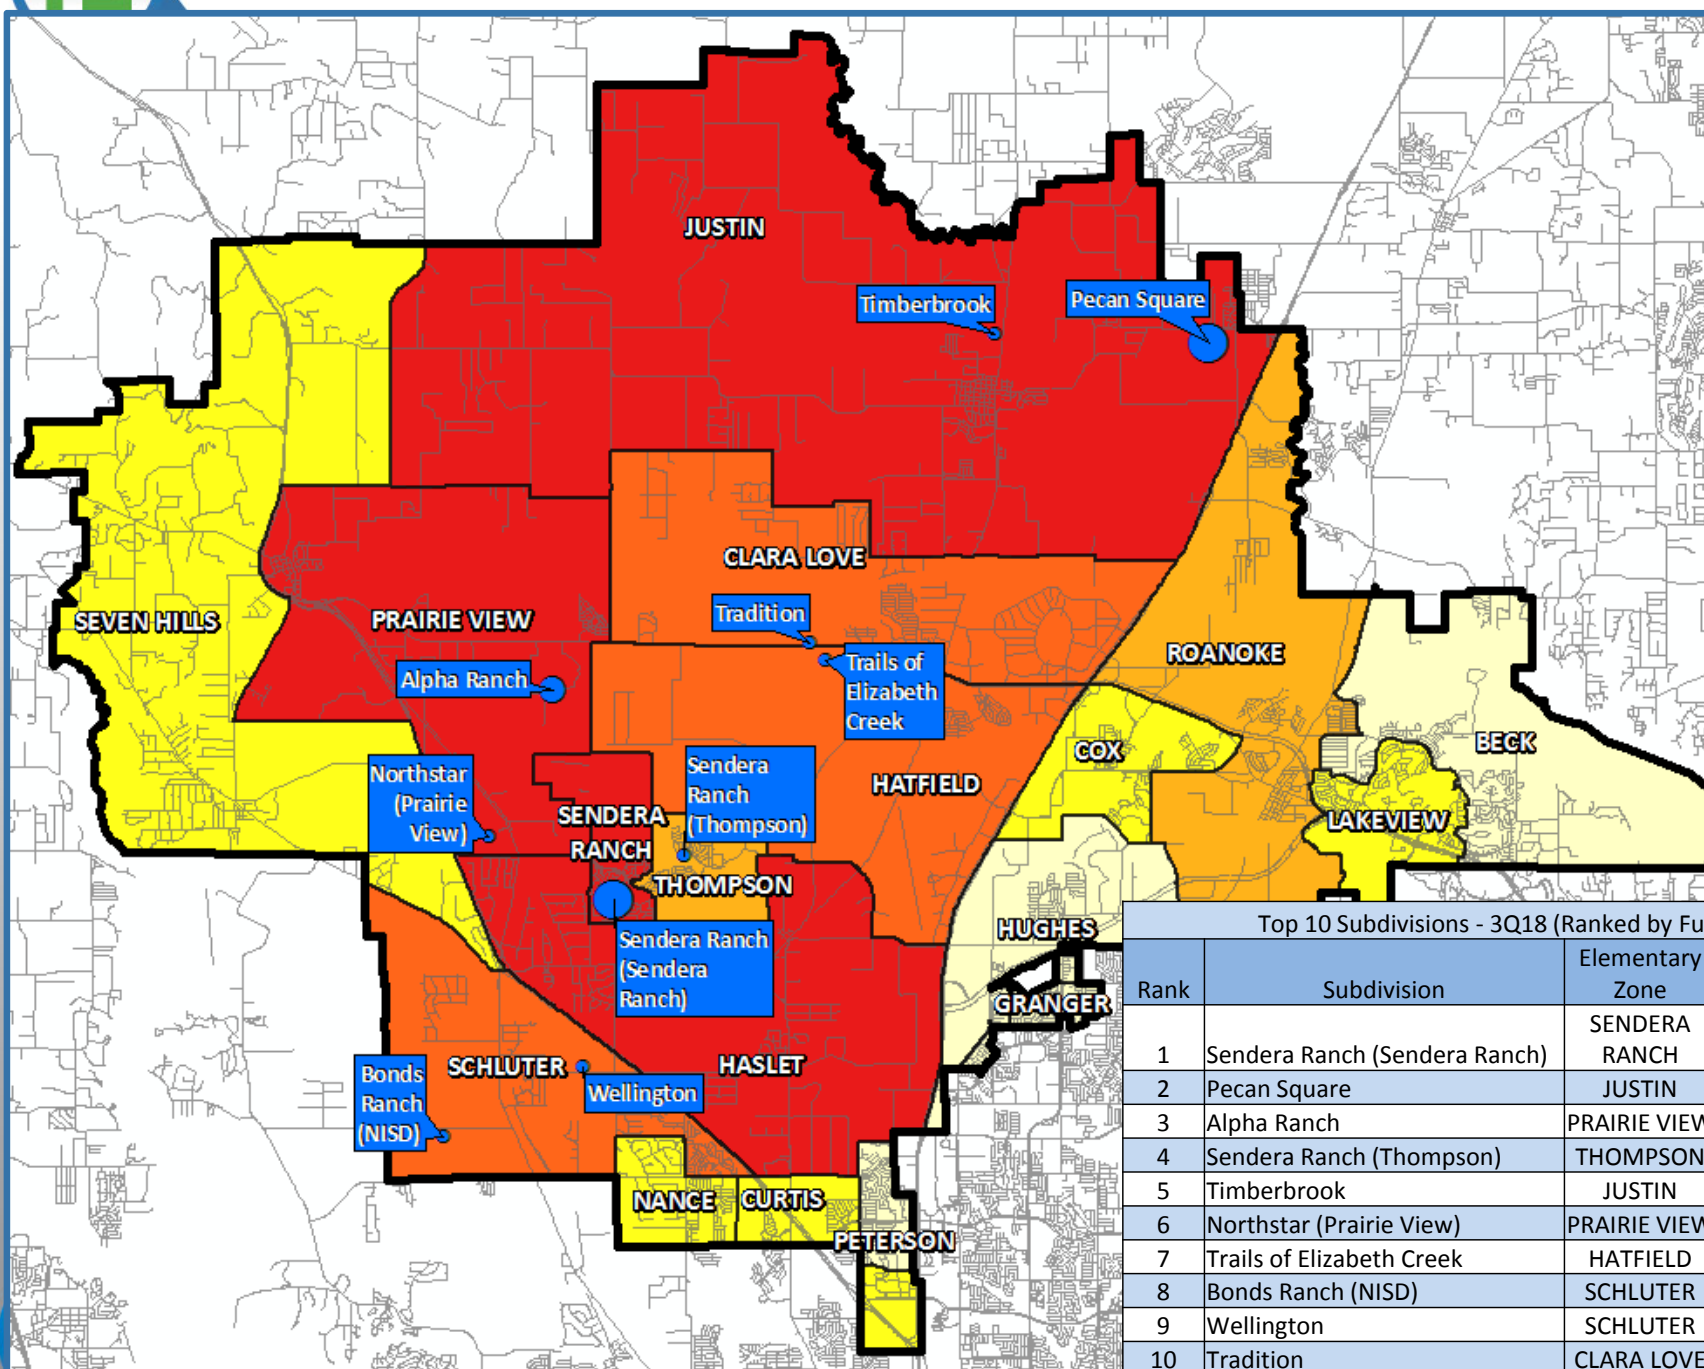 JUSTIN
Timberbrook
Pecan Square
CLARA LOVE
Tradition
SEVEN HILLS
PRAIRIE VIEW
Alpha Ranch
Trails of
Elizabeth
Creek
ROANOKE
COX
BECK
Northstar
(Prairie
View)
Sendera
Ranch
(Thompson)
HATFIELD
SENDERA
RANCH
LAKEVIEW
THOMPSON
Sendera Ranch
(Sendera
Ranch)
HUGHES
GRANGER
SCHLUTER
HASLET
Bonds
Ranch
(NISD)
Wellington
NANCE
CURTIS
PETERSON
Top 10 Subdivisions - 3Q18 (Ranked by Fu
Rank Subdivision Elementary Zone
1 Sendera Ranch (Sendera Ranch) SENDERA RANCH
2 Pecan Square JUSTIN
3 Alpha Ranch PRAIRIE VIEW
4 Sendera Ranch (Thompson) THOMPSON
5 Timberbrook JUSTIN
6 Northstar (Prairie View) PRAIRIE VIEW
7 Trails of Elizabeth Creek HATFIELD
8 Bonds Ranch (NISD) SCHLUTER
9 Wellington SCHLUTER
10 Tradition CLARA LOVE